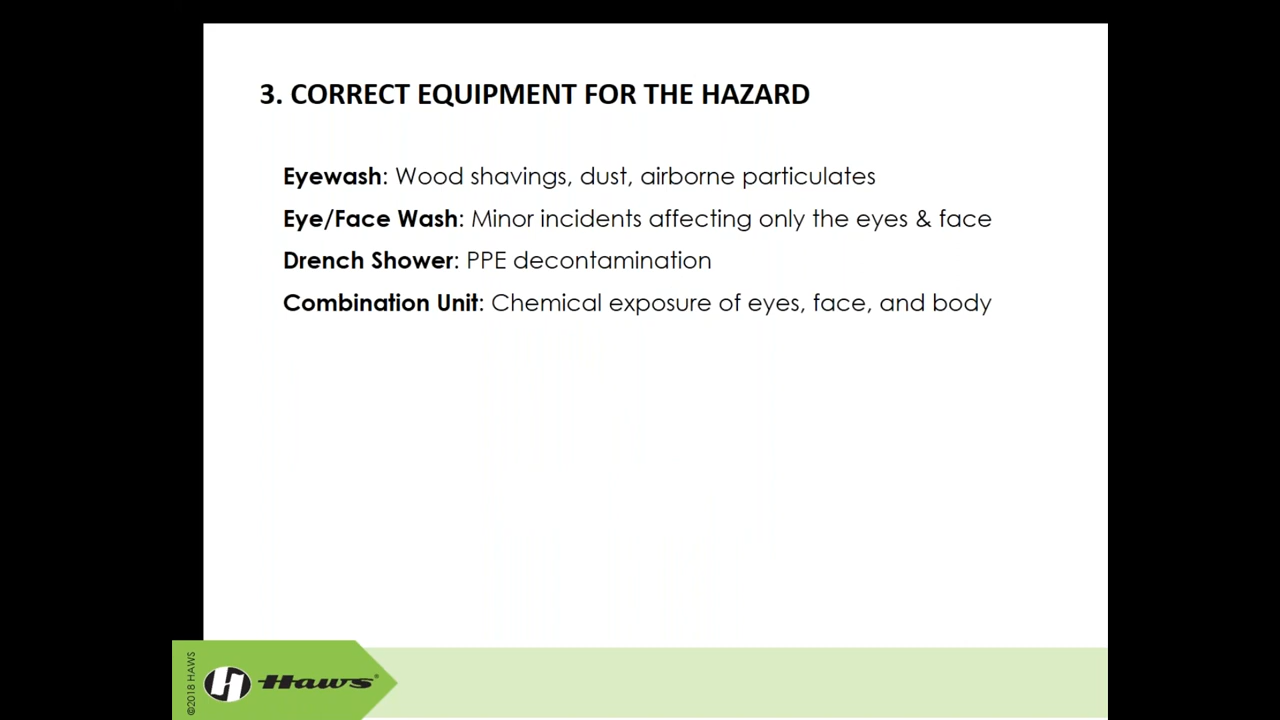 3. CORRECT EQUIPMENT FOR THE HAZARD
Eyewash: Wood shavings, dust, airborne particulates
Eye/Face Wash: Minor incidents affecting only the eyes & face
Drench Shower: PPE decontamination
Combination Unit: Chemical exposure of eyes, face, and body
©2018 HAWS
H Haws®